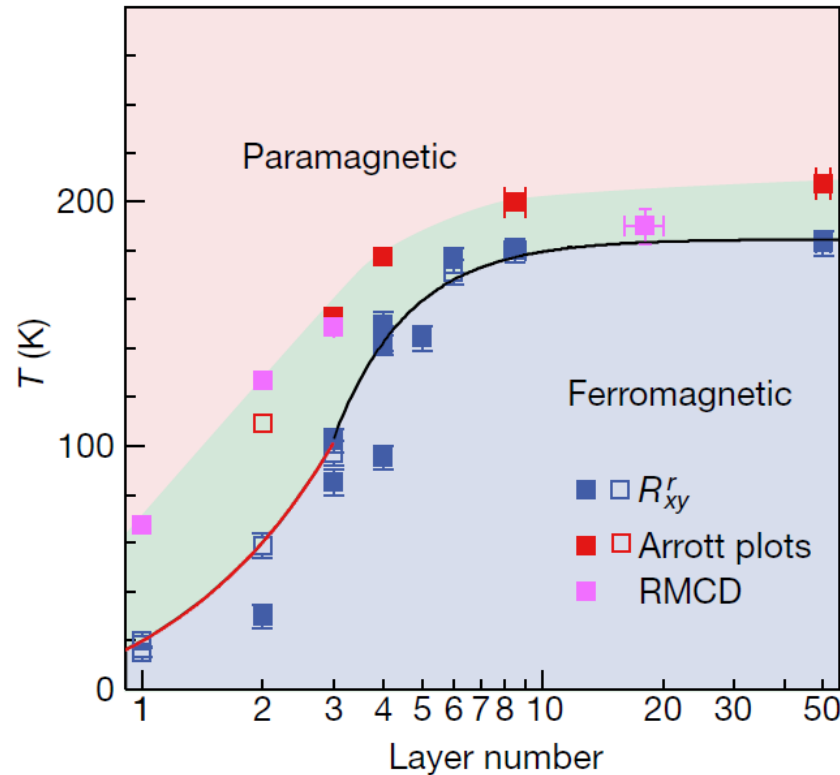 Paramagnetic
200
T (K)
Ferromagnetic
100
R^r_xy
Arrott plots
RMCD
0
1 2 3 4 5 6 7 8 10 20 30 50
Layer number